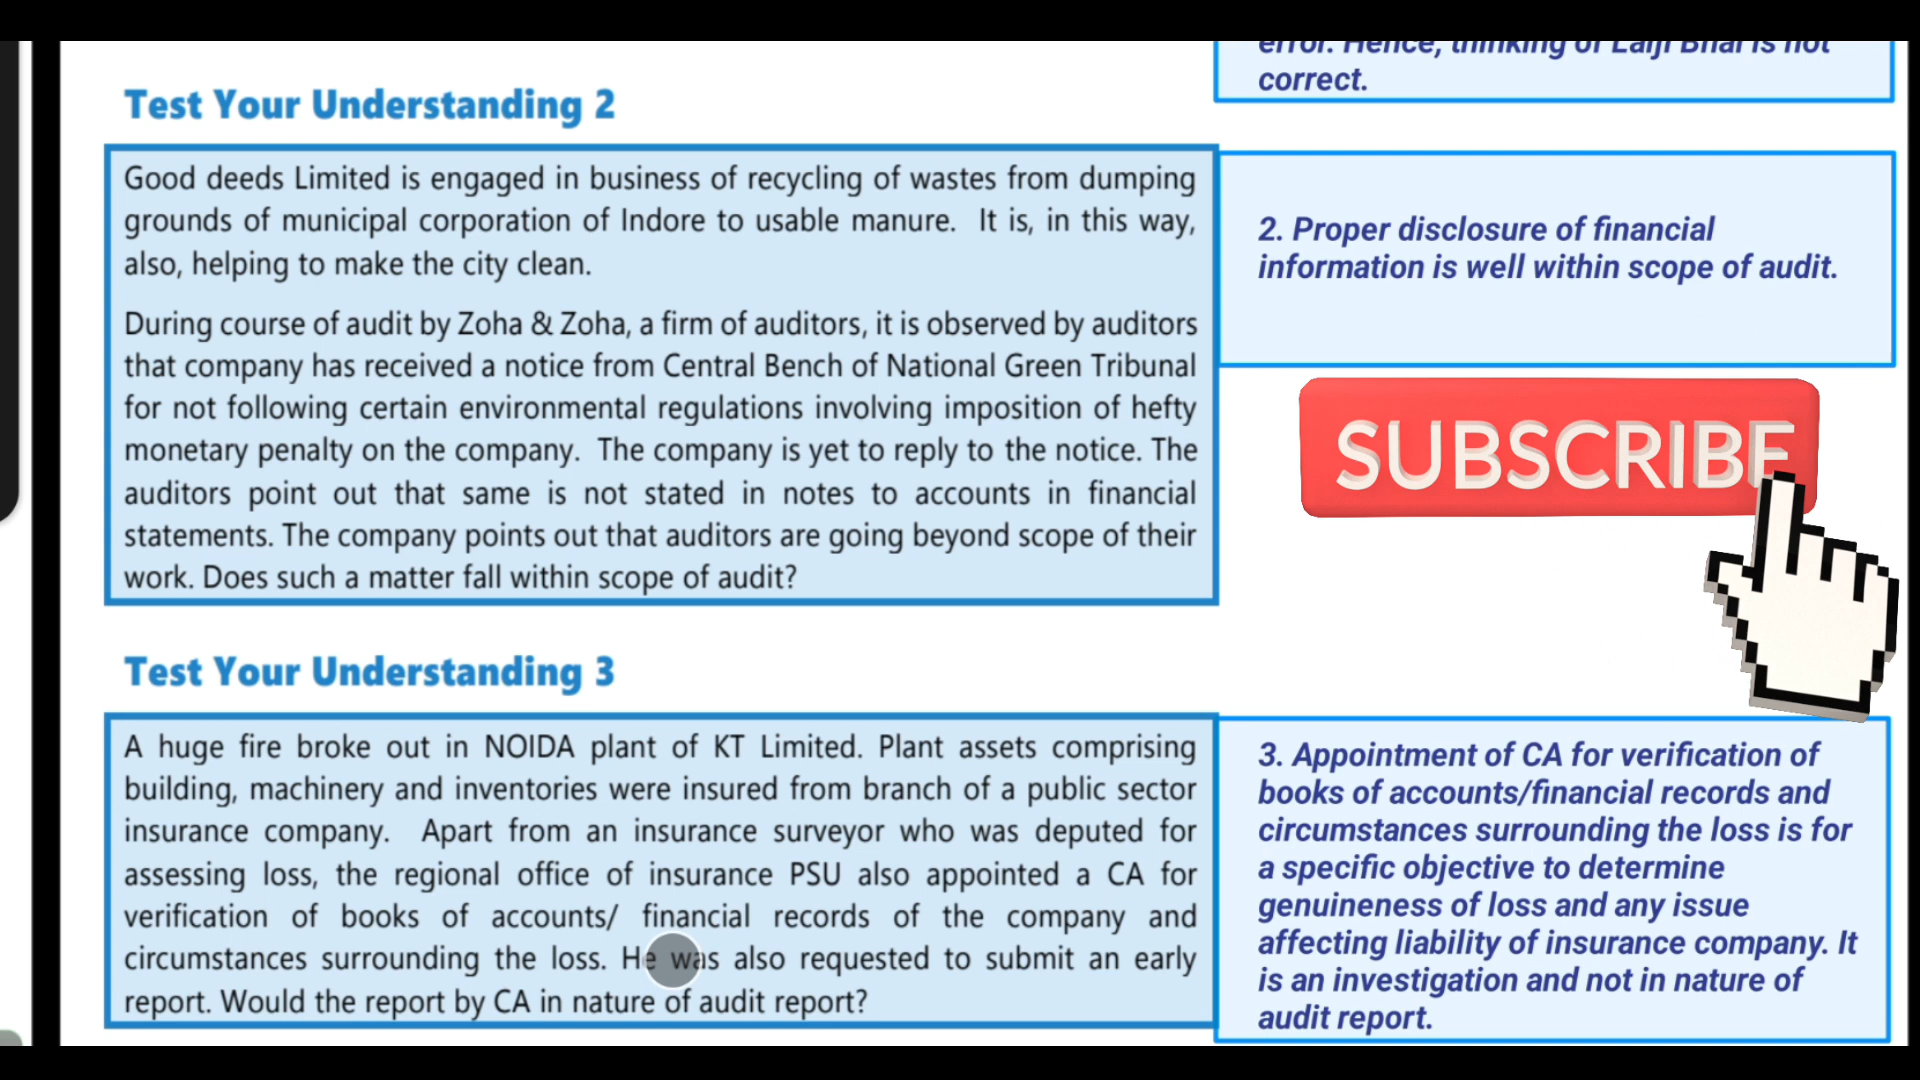 error. Hence, thinking of Lalji Bhai is not
correct.
Test Your Understanding 2
Good deeds Limited is engaged in business of recycling of wastes from dumping
grounds of municipal corporation of Indore to usable manure. It is, in this way,
also, helping to make the city clean.
During course of audit by Zoha & Zoha, a firm of auditors, it is observed by auditors
that company has received a notice from Central Bench of National Green Tribunal
for not following certain environmental regulations involving imposition of hefty
monetary penalty on the company. The company is yet to reply to the notice. The
auditors point out that same is not stated in notes to accounts in financial
statements. The company points out that auditors are going beyond scope of their
work. Does such a matter fall within scope of audit?
2. Proper disclosure of financial
information is well within scope of audit.
SUBSCRIBE
Test Your Understanding 3
A huge fire broke out in NOIDA plant of KT Limited. Plant assets comprising
building, machinery and inventories were insured from branch of a public sector
insurance company. Apart from an insurance surveyor who was deputed for
assessing loss, the regional office of insurance PSU also appointed a CA for
verification of books of accounts/ financial records of the company and
circumstances surrounding the loss. He was also requested to submit an early
report. Would the report by CA in nature of audit report?
3. Appointment of CA for verification of
books of accounts/financial records and
circumstances surrounding the loss is for
a specific objective to determine
genuineness of loss and any issue
affecting liability of insurance company. It
is an investigation and not in nature of
audit report.